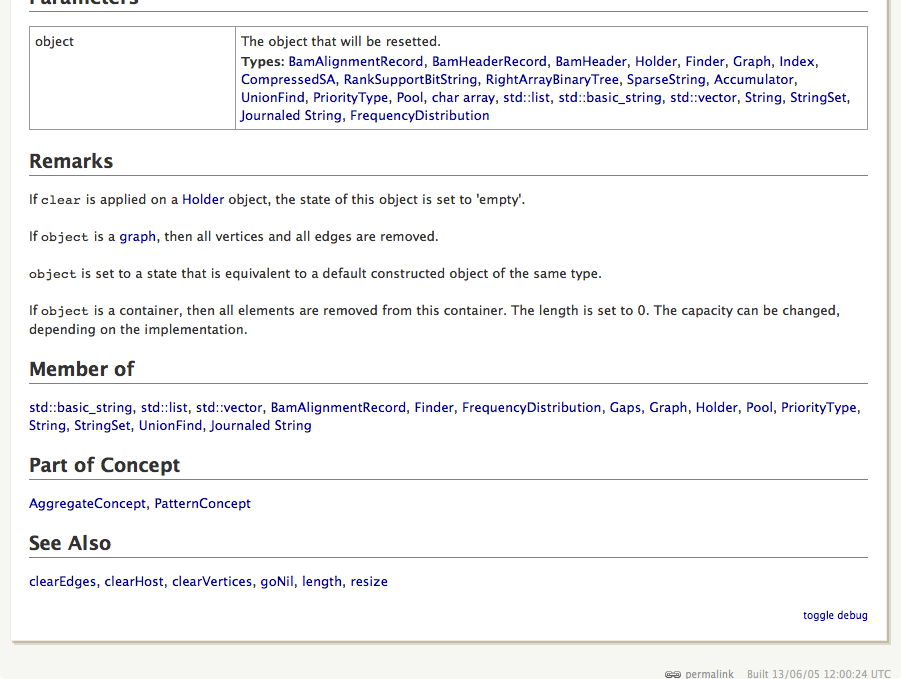 Parameters
object
The object that will be resetted.
Types: BamAlignmentRecord, BamHeaderRecord, BamHeader, Holder, Finder, Graph, Index,
CompressedSA, RankSupportBitString, RightArrayBinaryTree, SparseString, Accumulator,
UnionFind, PriorityType, Pool, char array, std::list, std::basic_string, std::vector, String, StringSet,
Journaled String, FrequencyDistribution
Remarks
If clear is applied on a Holder object, the state of this object is set to 'empty'.
If object is a graph, then all vertices and all edges are removed.
object is set to a state that is equivalent to a default constructed object of the same type.
If object is a container, then all elements are removed from this container. The length is set to 0. The capacity can be changed,
depending on the implementation.
Member of
std::basic_string, std::list, std::vector, BamAlignmentRecord, Finder, FrequencyDistribution, Gaps, Graph, Holder, Pool, PriorityType,
String, StringSet, UnionFind, Journaled String
Part of Concept
AggregateConcept, PatternConcept
See Also
clearEdges, clearHost, clearVertices, goNil, length, resize
toggle debug
permalink Built 13/06/05 12:00:24 UTC